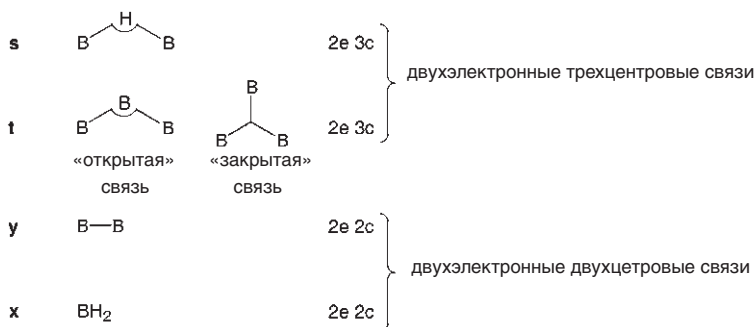 H
s B B 2e 3c
двухэлектронные трехцентровые связи
B
B
t B B B B 2e 3c
«открытая» «закрытая»
связь связь
y B—B 2e 2c
двухэлектронные двухцетровые связи
x BH₂ 2e 2c